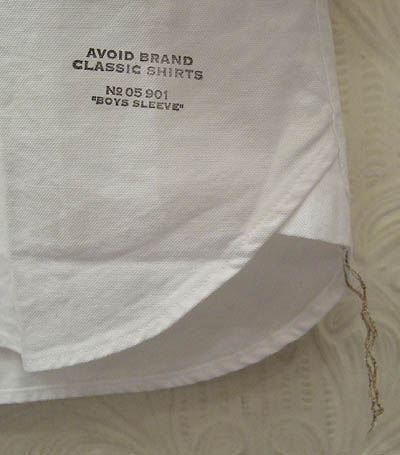 AVOID BRAND
CLASSIC SHIRTS
№ 05 901
"BOYS SLEEVE"